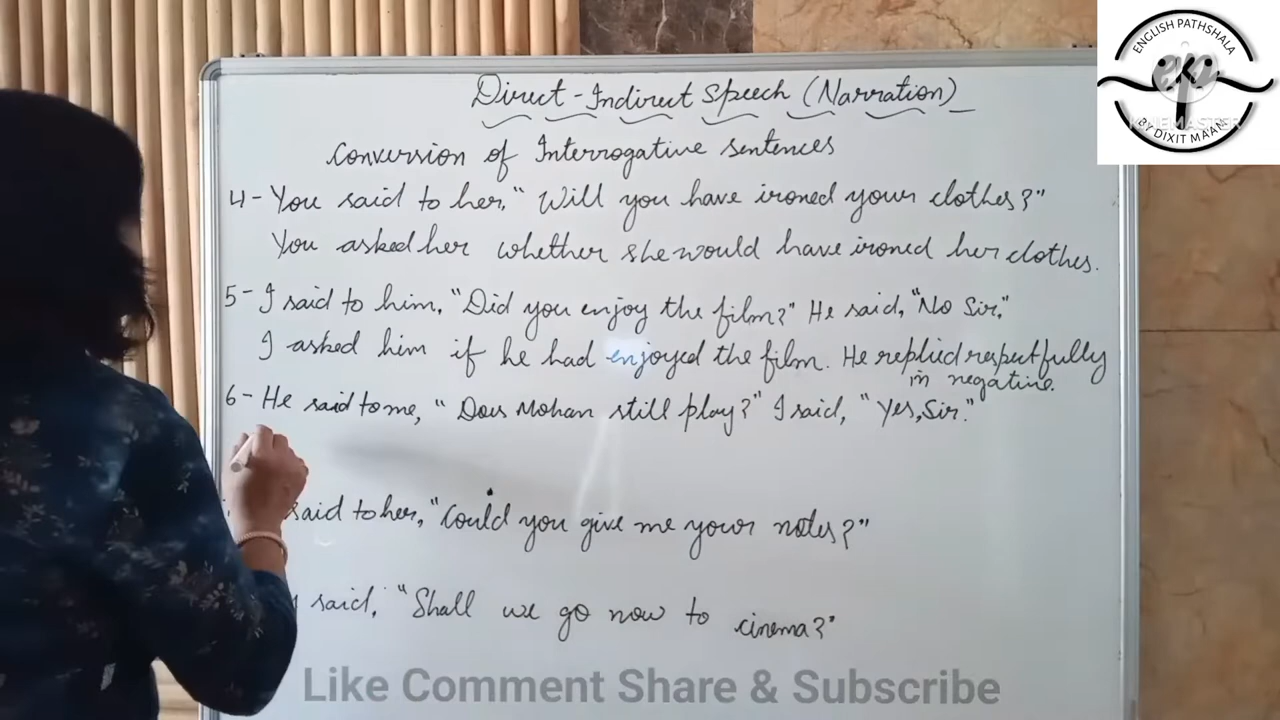 ENGLISH PATHSHALA
BY DIXIT MAAM
Direct - Indirect Speech (Narration)
Conversion of Interrogative sentences
4 - You said to her, "Will you have ironed your clothes?"
You asked her whether she would have ironed her clothes.
5 - I said to him, "Did you enjoy the film?" He said, "No Sir."
I asked him if he had enjoyed the film. He replied respectfully
in negative.
6 - He said to me, "Does Mohan still play?" I said, "Yes, Sir."
said to her, "Could you give me your notes?"
said, "Shall we go now to cinema?"
Like Comment Share & Subscribe